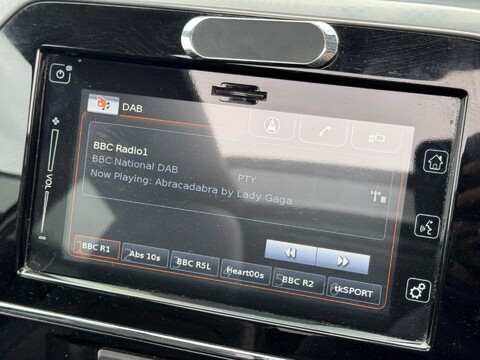 DAB
BBC Radio1
BBC National DAB
PTY
Now Playing: Abracadabra by Lady Gaga
VOL
BBC R1
Abs 10s
BBC R5L
Heart00s
BBC R2
tkSPORT